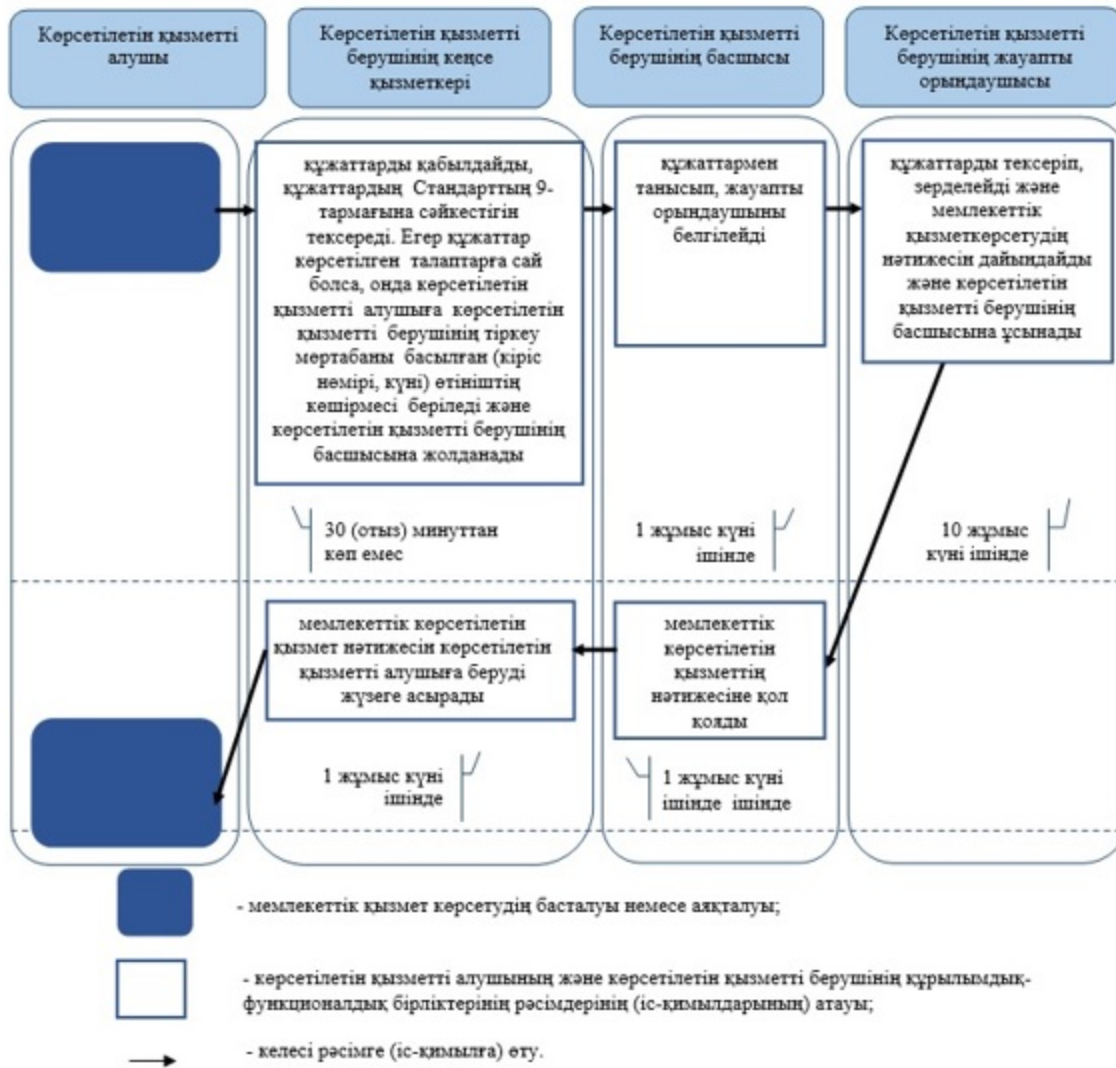 Көрсетілетін қызметті
алушы
Көрсетілетін қызметті
берушінің кеңсе
қызметкері
Көрсетілетін қызметті
берушінің басшысы
Көрсетілетін қызметті
берушінің жауапты
орындаушысы
құжаттарды қабылдайды,
құжаттардың Стандарттың 9-
тармағына сәйкестігін
тексереді. Егер құжаттар
көрсетілген талаптарға сай
болса, онда көрсетілетін
қызметті алушыға көрсетілетін
қызметті берушінің тіркеу
мөртабаны басылған (кіріс
нөмірі, күні) өтініштің
көшірмесі беріледі және
көрсетілетін қызметті берушінің
басшысына жолданады
құжаттармен
танысып, жауапты
орындаушыны
белгілейді
құжаттарды тексеріп,
зерделейді және
мемлекеттік
қызметкөрсетудің
нәтижесін дайындайды
және көрсетілетін
қызметті берушінің
басшысына ұсынады
30 (отыз) минуттан
көп емес
1 жұмыс күні
ішінде
10 жұмыс
күні ішінде
мемлекеттік көрсетілетін
қызмет нәтижесін көрсетілетін
қызметті алушыға беруді
жүзеге асырады
мемлекеттік
көрсетілетін
қызметтің
нәтижесіне қол
қояды
1 жұмыс күні
ішінде
1 жұмыс күні
ішінде ішінде
- мемлекеттік қызмет көрсетудің басталуы немесе аяқталуы;
- көрсетілетін қызметті алушының және көрсетілетін қызметті берушінің құрылымдық-
функционалдық бірліктерінің рәсімдерінің (іс-қимылдарының) атауы;
- келесі рәсімге (іс-қимылға) өту.